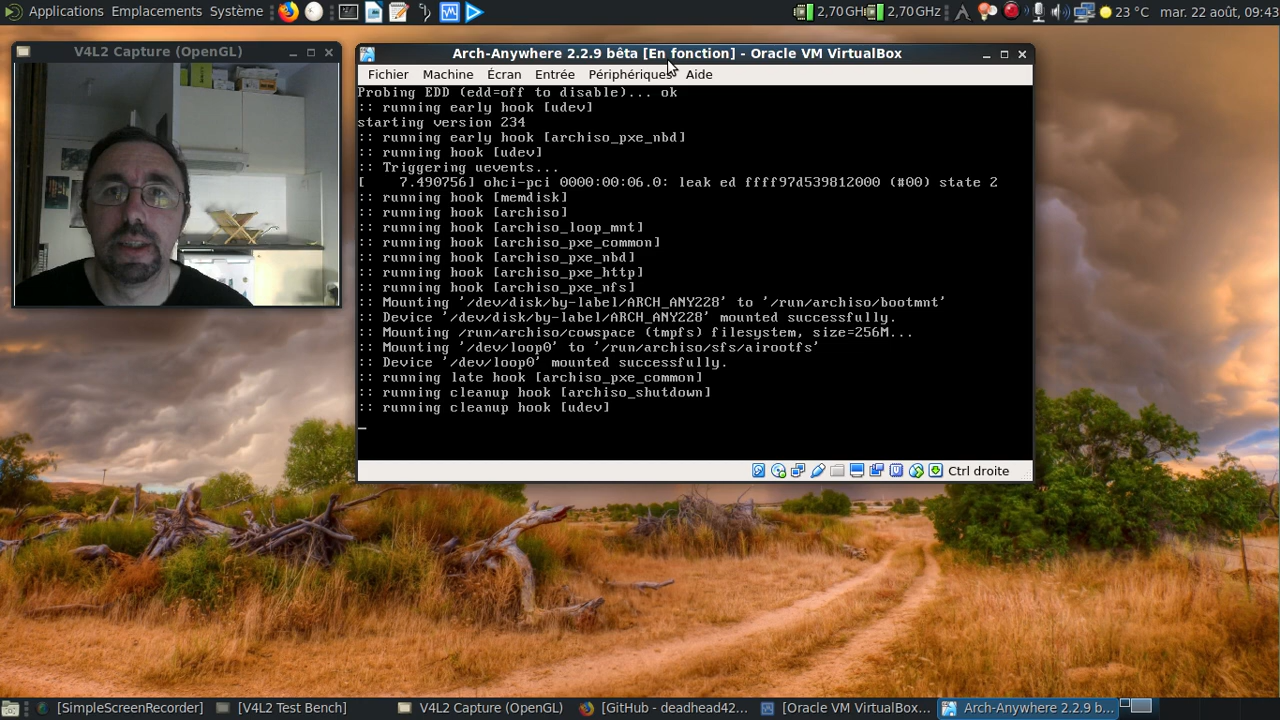 Applications Emplacements Système 2,70 GH 2,70 GHz 23 °C mar. 22 août, 09:43
V4L2 Capture (OpenGL)
Arch-Anywhere 2.2.9 bêta [En fonction] - Oracle VM VirtualBox
Fichier Machine Écran Entrée Périphériques Aide
Probing EDD (edd=off to disable)... ok
:: running early hook [udev]
starting version 234
:: running early hook [archiso_pxe_nbd]
:: running hook [udev]
:: Triggering uevents...
[    7.490756] ohci-pci 0000:00:06.0: leak ed ffff97d539812000 (#00) state 2
:: running hook [memdisk]
:: running hook [archiso]
:: running hook [archiso_loop_mnt]
:: running hook [archiso_pxe_common]
:: running hook [archiso_pxe_nbd]
:: running hook [archiso_pxe_http]
:: running hook [archiso_pxe_nfs]
:: Mounting '/dev/disk/by-label/ARCH_ANY228' to '/run/archiso/bootmnt'
:: Device '/dev/disk/by-label/ARCH_ANY228' mounted successfully.
:: Mounting /run/archiso/cowspace (tmpfs) filesystem, size=256M...
:: Mounting '/dev/loop0' to '/run/archiso/sfs/airootfs'
:: Device '/dev/loop0' mounted successfully.
:: running late hook [archiso_pxe_common]
:: running cleanup hook [archiso_shutdown]
:: running cleanup hook [udev]
Ctrl droite
[SimpleScreenRecorder] [V4L2 Test Bench] V4L2 Capture (OpenGL) [GitHub - deadhead42... [Oracle VM VirtualBox... Arch-Anywhere 2.2.9 b...